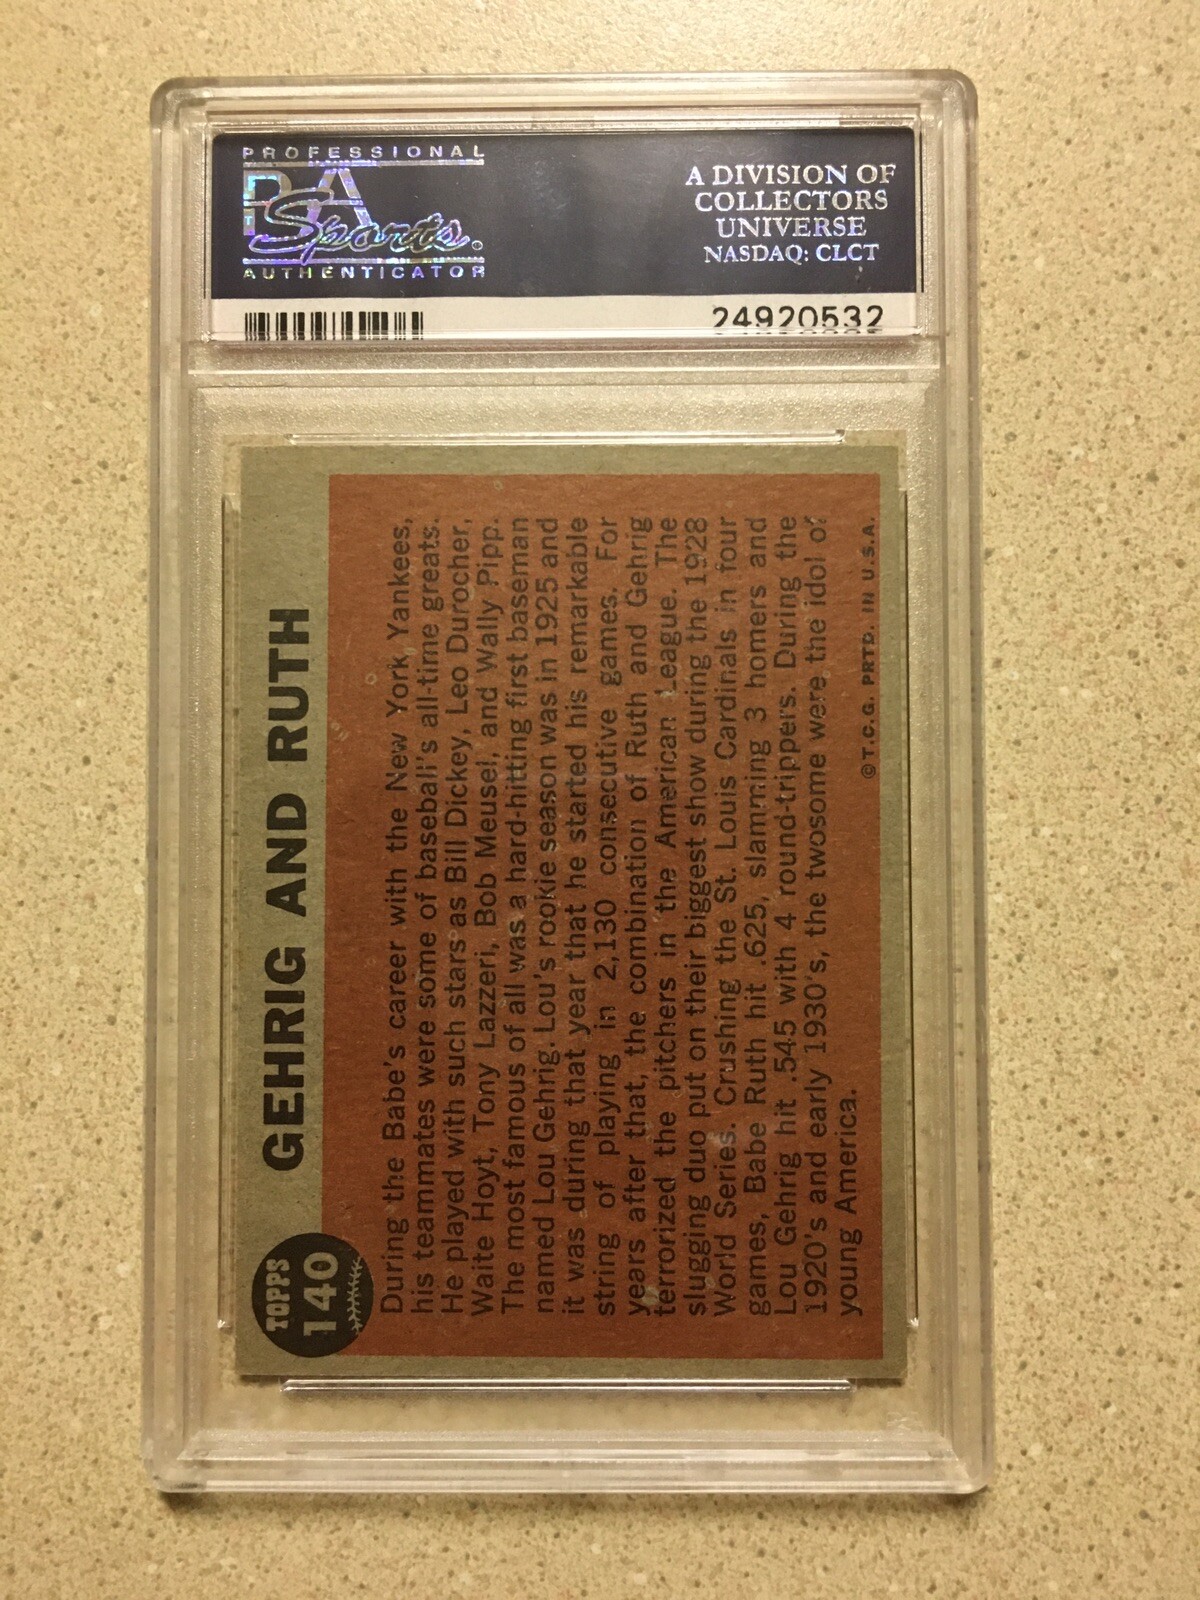 PROFESSIONAL
PSA
Sports
AUTHENTICATOR
A DIVISION OF
COLLECTORS
UNIVERSE
NASDAQ: CLCT
24920532
TOPPS
140
GEHRIG AND RUTH
During the Babe's career with the New York Yankees,
his teammates were some of baseball's all-time greats.
He played with such stars as Bill Dickey, Leo Durocher,
Waite Hoyt, Tony Lazzeri, Bob Meusel, and Wally Pipp.
The most famous of all was a hard-hitting first baseman
named Lou Gehrig. Lou's rookie season was in 1925 and
it was during that year that he started his remarkable
string of playing in 2,130 consecutive games. For
years after that, the combination of Ruth and Gehrig
terrorized the pitchers in the American League. The
slugging duo put on their biggest show during the 1928
World Series. Crushing the St. Louis Cardinals in four
games, Babe Ruth hit .625, slamming 3 homers and
Lou Gehrig hit .545 with 4 round-trippers. During the
1920's and early 1930's, the twosome were the idol of
young America.
© T.C.G. PRTD. IN U.S.A.